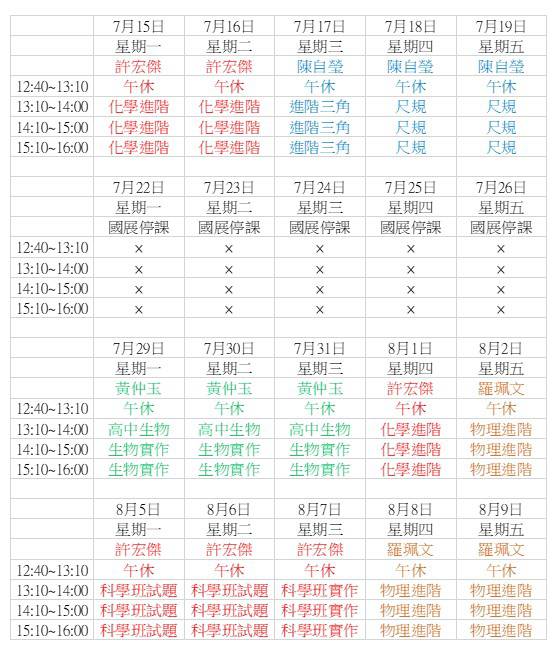 7月15日 7月16日 7月17日 7月18日 7月19日
星期一 星期二 星期三 星期四 星期五
許宏傑 許宏傑 陳自瑩 陳自瑩 陳自瑩
12:40~13:10 午休 午休 午休 午休 午休
13:10~14:00 化學進階 化學進階 進階三角 尺規 尺規
14:10~15:00 化學進階 化學進階 進階三角 尺規 尺規
15:10~16:00 化學進階 化學進階 進階三角 尺規 尺規
7月22日 7月23日 7月24日 7月25日 7月26日
星期一 星期二 星期三 星期四 星期五
國展停課 國展停課 國展停課 國展停課 國展停課
12:40~13:10 × × × × ×
13:10~14:00 × × × × ×
14:10~15:00 × × × × ×
15:10~16:00 × × × × ×
7月29日 7月30日 7月31日 8月1日 8月2日
星期一 星期二 星期三 星期四 星期五
黃仲玉 黃仲玉 黃仲玉 許宏傑 羅珮文
12:40~13:10 午休 午休 午休 午休 午休
13:10~14:00 高中生物 高中生物 高中生物 化學進階 物理進階
14:10~15:00 生物實作 生物實作 生物實作 化學進階 物理進階
15:10~16:00 生物實作 生物實作 生物實作 化學進階 物理進階
8月5日 8月6日 8月7日 8月8日 8月9日
星期一 星期二 星期三 星期四 星期五
許宏傑 許宏傑 許宏傑 羅珮文 羅珮文
12:40~13:10 午休 午休 午休 午休 午休
13:10~14:00 科學班試題 科學班試題 科學班實作 物理進階 物理進階
14:10~15:00 科學班試題 科學班試題 科學班實作 物理進階 物理進階
15:10~16:00 科學班試題 科學班試題 科學班實作 物理進階 物理進階